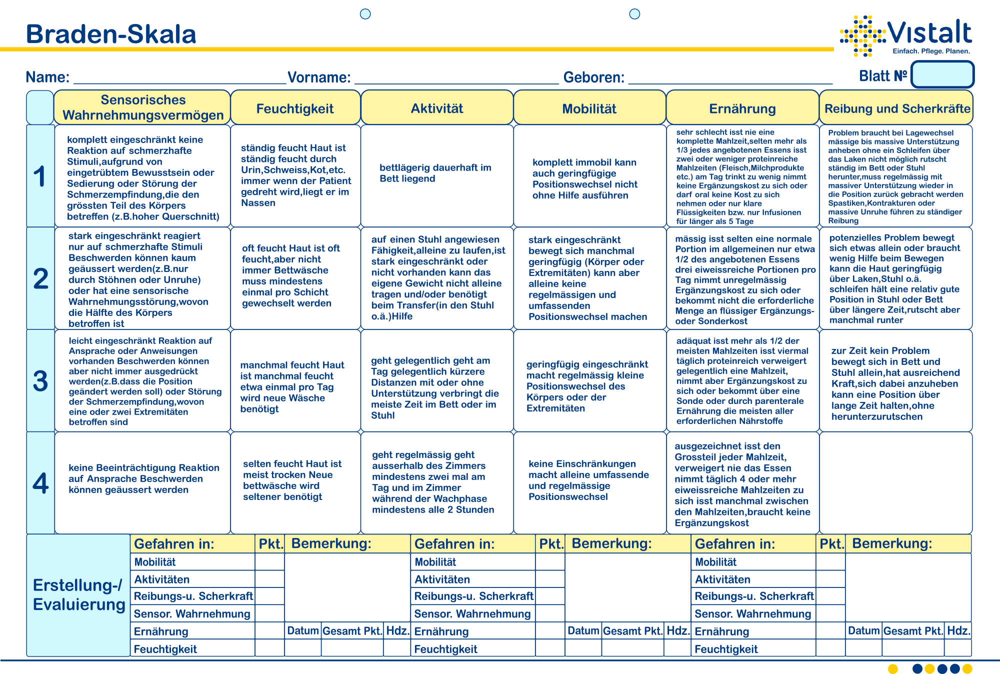 Braden-Skala
Vistalt
Einfach. Pflege. Planen.
Name: Vorname: Geboren: Blatt №
Sensorisches
Wahrnehmungsvermögen
Feuchtigkeit
Aktivität
Mobilität
Ernährung
Reibung und Scherkräfte
1
komplett eingeschränkt keine
Reaktion auf schmerzhafte
Stimuli,aufgrund von
eingetrübtem Bewusstsein oder
Sedierung oder Störung der
Schmerzempfindung,die den
grössten Teil des Körpers
betreffen (z.B.hoher Querschnitt)
ständig feucht Haut ist
ständig feucht durch
Urin,Schweiss,Kot,etc.
immer wenn der Patient
gedreht wird,liegt er im
Nassen
bettlägerig dauerhaft im
Bett liegend
komplett immobil kann
auch geringfügige
Positionswechsel nicht
ohne Hilfe ausführen
sehr schlecht isst nie eine
komplette Mahlzeit,selten mehr als
1/3 jedes angebotenen Essens isst
zwei oder weniger proteinreiche
Mahlzeiten (Fleisch,Milchprodukte
etc.) am Tag trinkt zu wenig nimmt
keine Ergänzungskost zu sich oder
darf oral keine Kost zu sich
nehmen oder nur klare
Flüssigkeiten bzw. nur Infusionen
für länger als 5 Tage
Problem braucht bei Lagewechsel
mässige bis massive Unterstützung
anheben ohne ein Schleifen über
das Laken nicht möglich rutscht
ständig im Bett oder Stuhl
herunter,muss regelmässig mit
massiver Unterstützung wieder in
die Position zurück gebracht werden
Spastiken,Kontrakturen oder
massive Unruhe führen zu ständiger
Reibung
2
stark eingeschränkt reagiert
nur auf schmerzhafte Stimuli
Beschwerden können kaum
geäussert werden(z.B.nur
durch Stöhnen oder Unruhe)
oder hat eine sensorische
Wahrnehmungsstörung,wovon
die Hälfte des Körpers
betroffen ist
oft feucht Haut ist oft
feucht,aber nicht
immer Bettwäsche
muss mindestens
einmal pro Schicht
gewechselt werden
auf einen Stuhl angewiesen
Fähigkeit,alleine zu laufen,ist
stark eingeschränkt oder
nicht vorhanden kann das
eigene Gewicht nicht alleine
tragen und/oder benötigt
beim Transfer(in den Stuhl
o.ä.)Hilfe
stark eingeschränkt
bewegt sich manchmal
geringfügig (Körper oder
Extremitäten) kann aber
alleine keine
regelmässigen und
umfassenden
Positionswechsel machen
mässig isst selten eine normale
Portion im allgemeinen nur etwa
1/2 des angebotenen Essens
drei eiweissreiche Portionen pro
Tag nimmt unregelmässig
Ergänzungskost zu sich oder
bekommt nicht die erforderliche
Menge an flüssiger Ergänzungs-
oder Sonderkost
potenzielles Problem bewegt
sich etwas allein oder braucht
wenig Hilfe beim Bewegen
kann die Haut geringfügig
über Laken,Stuhl o.ä.
schleifen hält eine relativ gute
Position in Stuhl oder Bett
über längere Zeit,rutscht aber
manchmal runter
3
leicht eingeschränkt Reaktion auf
Ansprache oder Anweisungen
vorhanden Beschwerden können
aber nicht immer ausgedrückt
werden(z.B.dass die Position
geändert werden soll) oder Störung
der Schmerzempfindung,wovon
eine oder zwei Extremitäten
betroffen sind
manchmal feucht Haut
ist manchmal feucht
etwa einmal pro Tag
wird neue Wäsche
benötigt
geht gelegentlich geht am
Tag gelegentlich kürzere
Distanzen mit oder ohne
Unterstützung verbringt die
meiste Zeit im Bett oder im
Stuhl
geringfügig eingeschränkt
macht regelmässig kleine
Positionswechsel des
Körpers oder der
Extremitäten
adäquat isst mehr als 1/2 der
meisten Mahlzeiten isst viermal
täglich proteinreich verweigert
gelegentlich eine Mahlzeit,
nimmt aber Ergänzungskost zu
sich oder bekommt über eine
Sonde oder durch parenterale
Ernährung die meisten aller
erforderlichen Nährstoffe
zur Zeit kein Problem
bewegt sich in Bett und
Stuhl allein,hat ausreichend
Kraft,sich dabei anzuheben
kann eine Position über
lange Zeit halten,ohne
herunterzurutschen
4
keine Beeinträchtigung Reaktion
auf Ansprache Beschwerden
können geäussert werden
selten feucht Haut ist
meist trocken Neue
bettwäsche wird
seltener benötigt
geht regelmässig geht
ausserhalb des Zimmers
mindestens zwei mal am
Tag und im Zimmer
während der Wachphase
mindestens alle 2 Stunden
keine Einschränkungen
macht alleine umfassende
und regelmässige
Positionswechsel
ausgezeichnet isst den
Grossteil jeder Mahlzeit,
verweigert nie das Essen
nimmt täglich 4 oder mehr
eiweissreiche Mahlzeiten zu
sich isst manchmal zwischen
den Mahlzeiten,braucht keine
Ergänzungskost
Erstellung-/
Evaluierung
Gefahren in: Pkt. Bemerkung: Gefahren in: Pkt. Bemerkung: Gefahren in: Pkt. Bemerkung:
Mobilität Mobilität Mobilität
Aktivitäten Aktivitäten Aktivitäten
Reibungs-u. Scherkraft Reibungs-u. Scherkraft Reibungs-u. Scherkraft
Sensor. Wahrnehmung Sensor. Wahrnehmung Sensor. Wahrnehmung
Ernährung Datum Gesamt Pkt. Hdz. Ernährung Datum Gesamt Pkt. Hdz. Ernährung Datum Gesamt Pkt. Hdz.
Feuchtigkeit Feuchtigkeit Feuchtigkeit